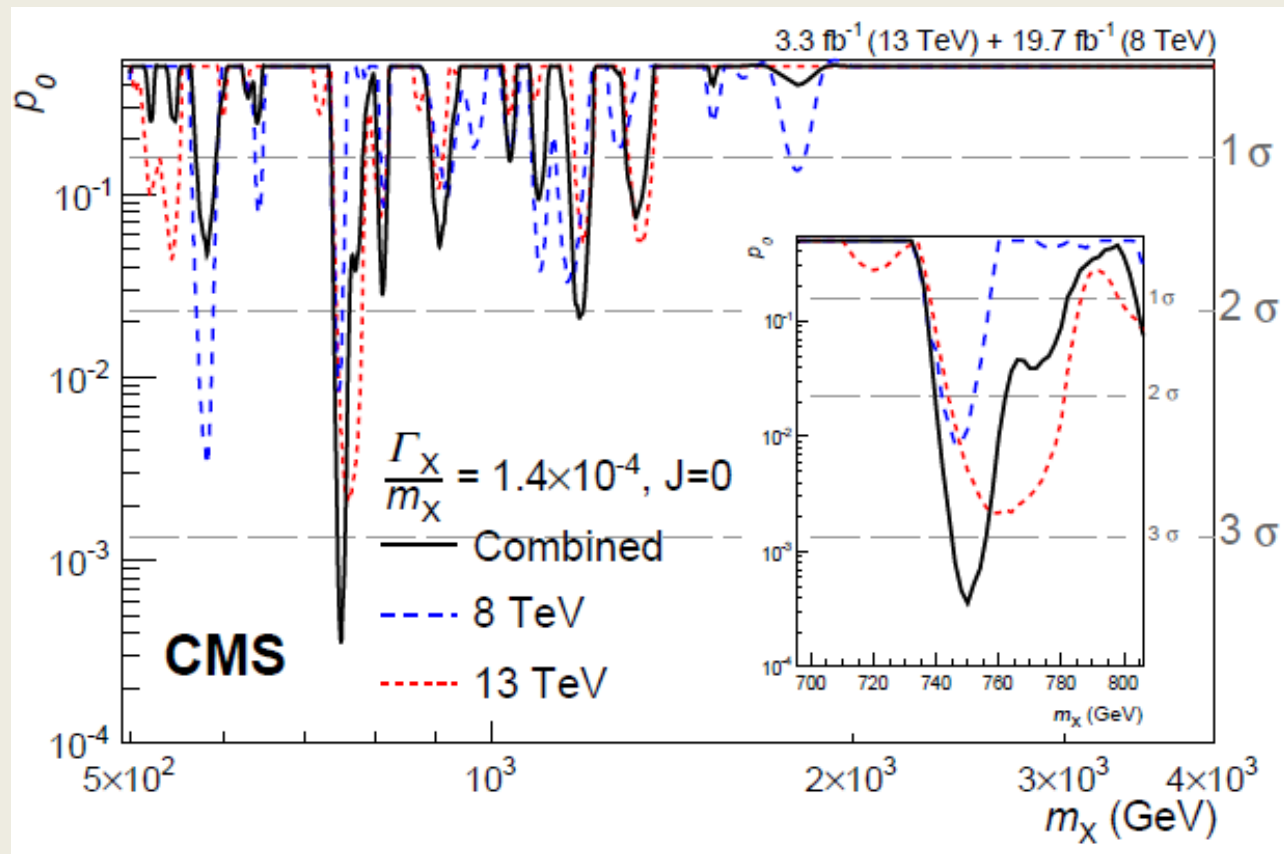 3.3 fb⁻¹ (13 TeV) + 19.7 fb⁻¹ (8 TeV)
p₀
10⁻¹
10⁻²
10⁻³
10⁻⁴
1 σ
2 σ
3 σ
Γ_X/m_X = 1.4×10⁻⁴, J=0
Combined
8 TeV
13 TeV
CMS
p₀
10⁻¹
10⁻²
10⁻³
10⁻⁴
1 σ
2 σ
3 σ
700 720 740 760 780 800
m_X (GeV)
5×10² 10³ 2×10³ 3×10³ 4×10³
m_X (GeV)